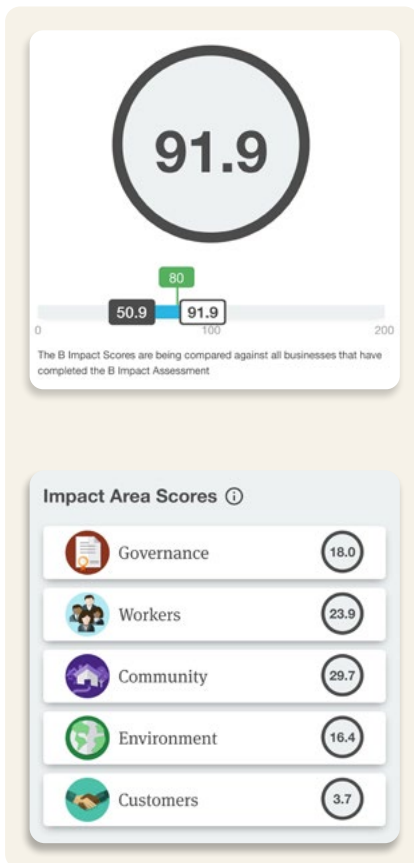 91.9
80
50.9 91.9
0 100 200
The B Impact Scores are being compared against all businesses that have
completed the B Impact Assessment
Impact Area Scores
Governance 18.0
Workers 23.9
Community 29.7
Environment 16.4
Customers 3.7